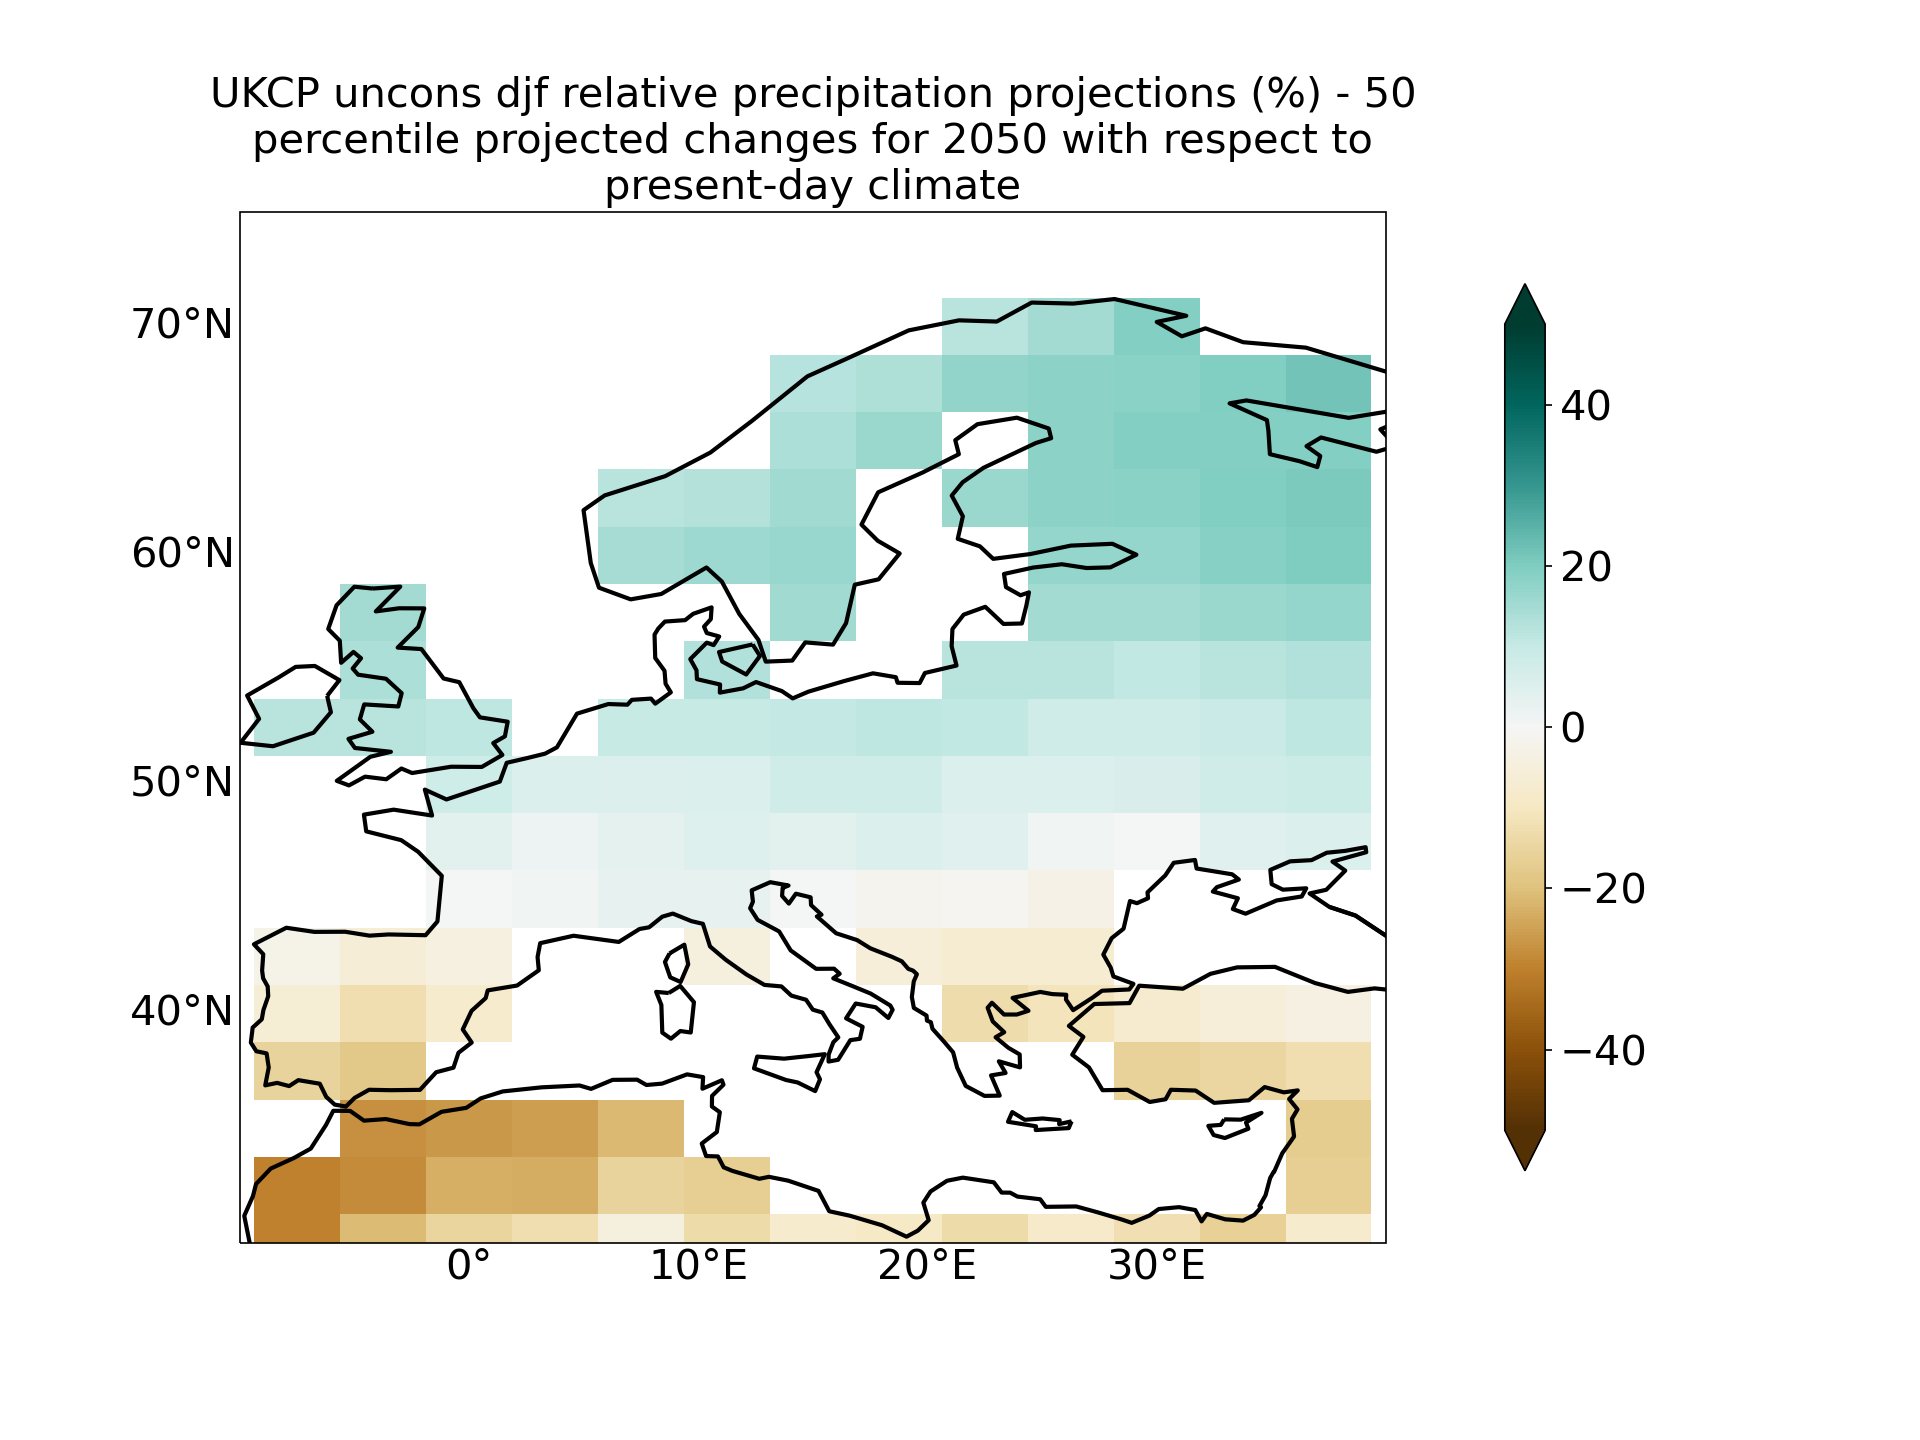 UKCP uncons djf relative precipitation projections (%) - 50
percentile projected changes for 2050 with respect to
present-day climate
70°N
60°N
50°N
40°N
0°
10°E
20°E
30°E
40
20
0
−20
−40